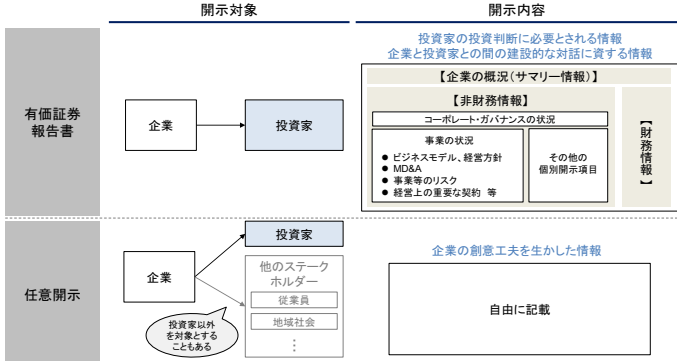 開示対象
開示内容
有価証券
報告書
企業
投資家
投資家の投資判断に必要とされる情報
企業と投資家との間の建設的な対話に資する情報
【企業の概況(サマリー情報)】
【非財務情報】
コーポレート・ガバナンスの状況
事業の状況
● ビジネスモデル、経営方針
● MD&A
● 事業等のリスク
● 経営上の重要な契約 等
その他の
個別開示項目
【財務情報】
任意開示
企業
投資家
他のステーク
ホルダー
従業員
地域社会
⋮
投資家以外
を対象とする
こともある
企業の創意工夫を生かした情報
自由に記載